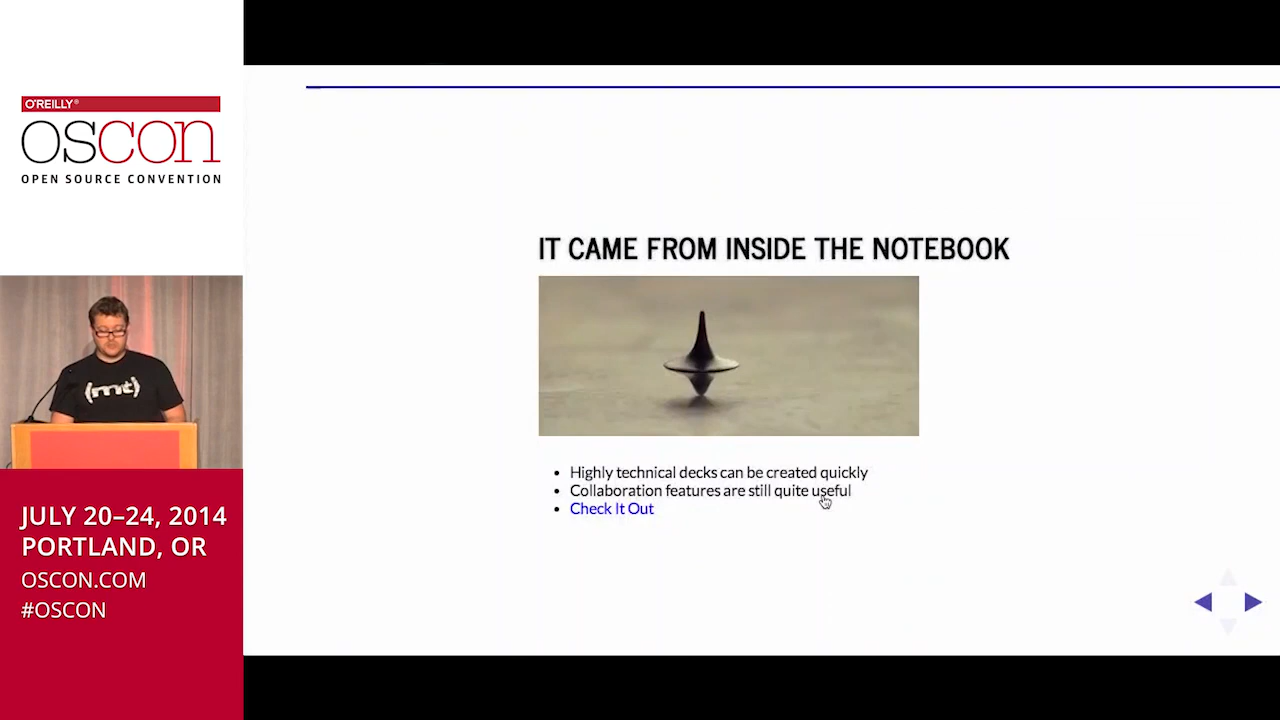 O'REILLY®
OSCON
OPEN SOURCE CONVENTION
(mt)
JULY 20–24, 2014
PORTLAND, OR
OSCON.COM
#OSCON
IT CAME FROM INSIDE THE NOTEBOOK
Highly technical decks can be created quickly
Collaboration features are still quite useful
Check It Out